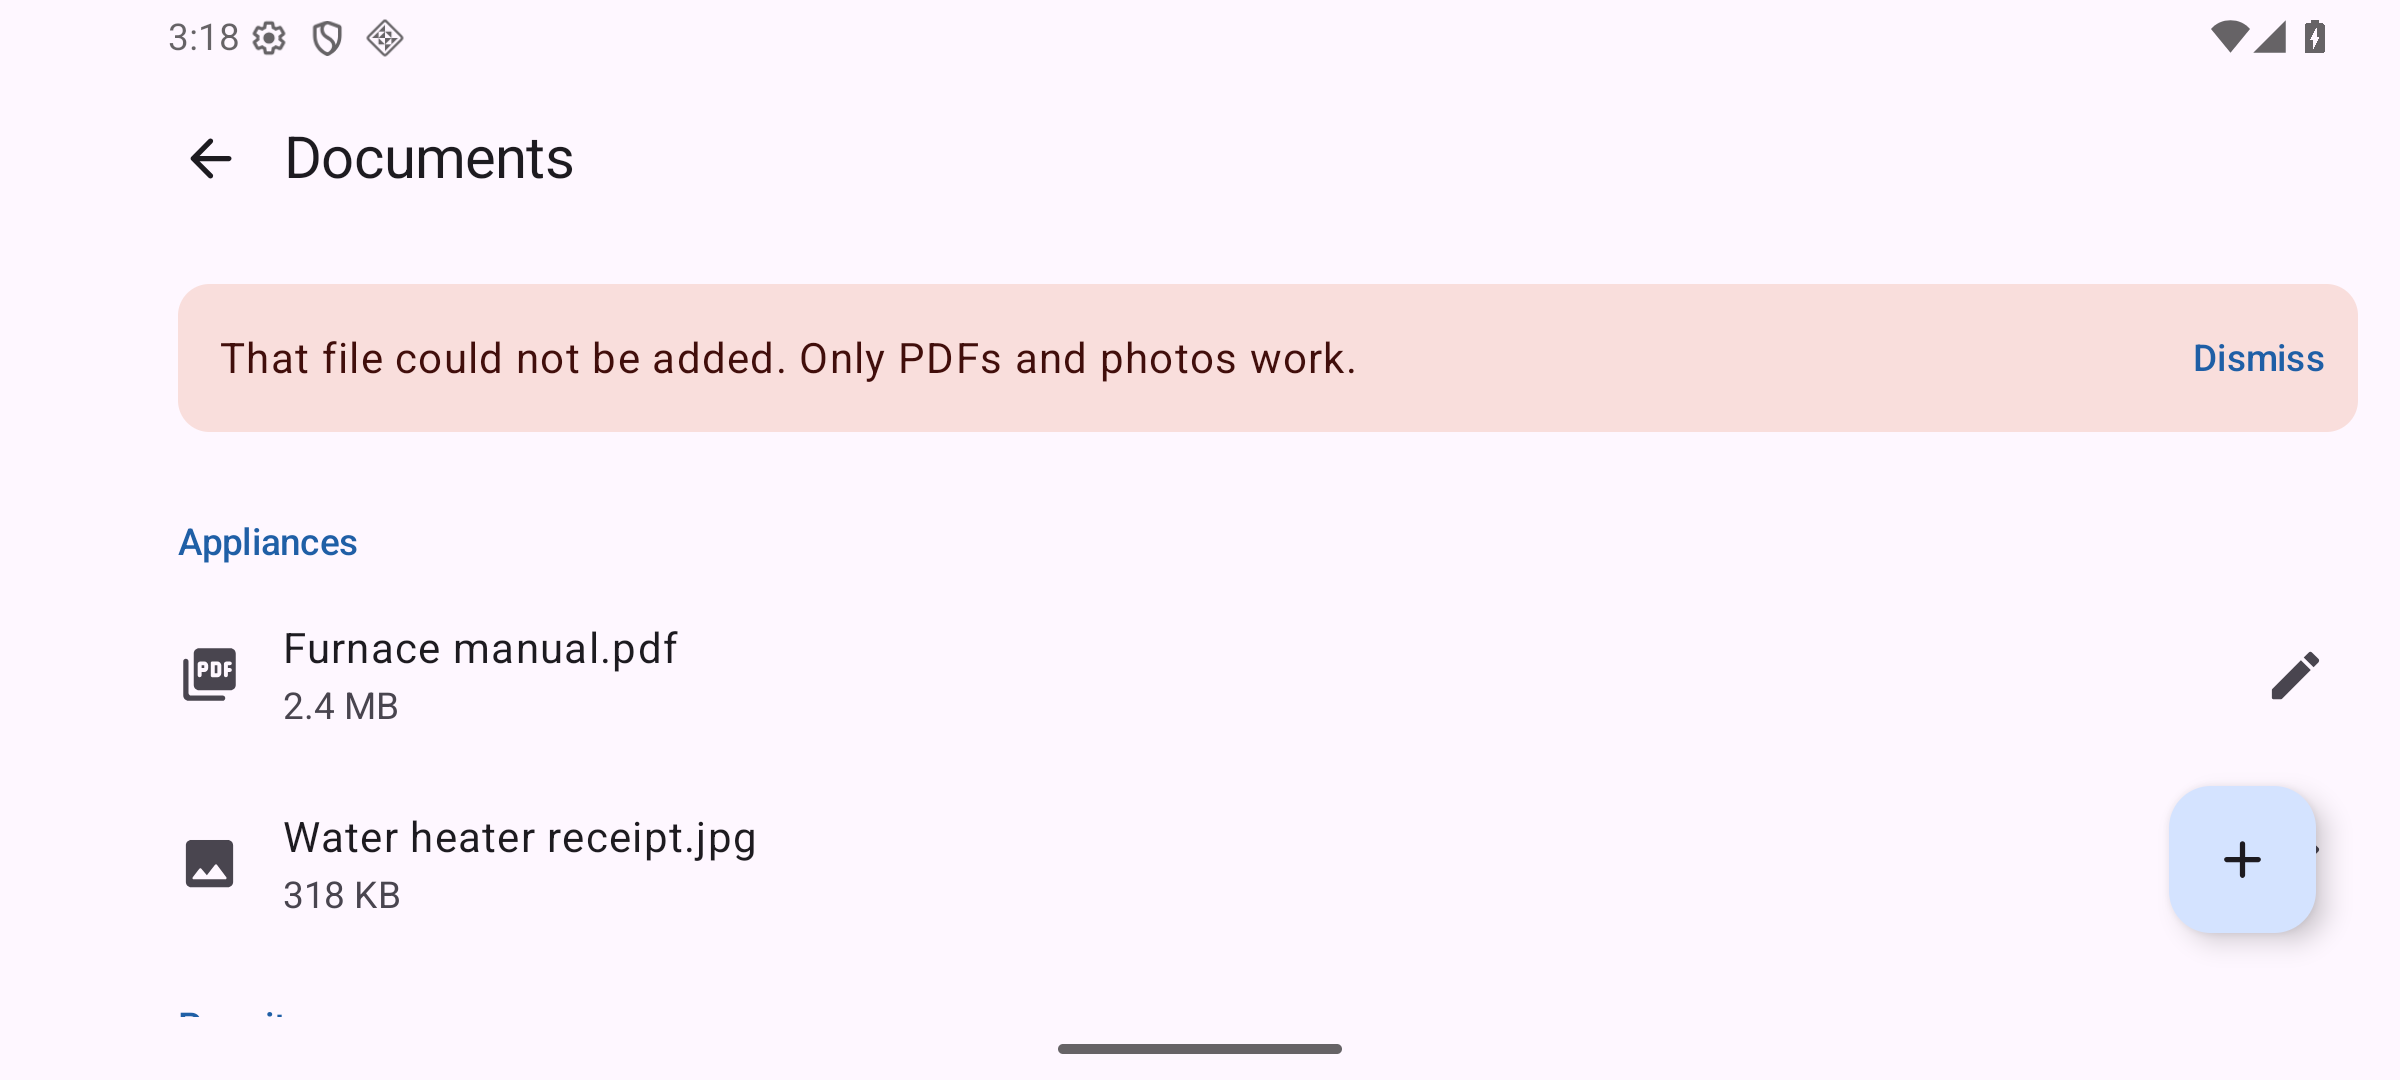 3:18
Documents
That file could not be added. Only PDFs and photos work.
Dismiss
Appliances
PDF
Furnace manual.pdf
2.4 MB
Water heater receipt.jpg
318 KB